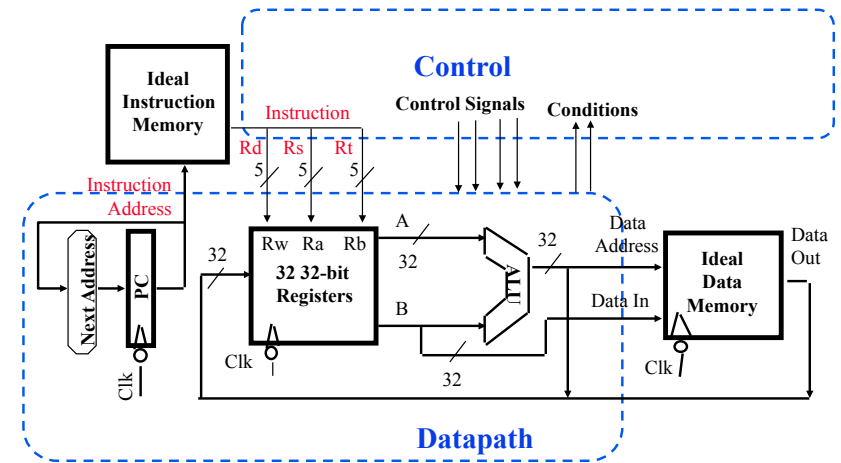 Control
Ideal
Instruction
Memory
Control Signals
Conditions
Instruction
Rd
Rs
Rt
5
5
5
Instruction
Address
A
32
Rw
Ra
Rb
32
32
Data
Address
Data
Out
Next Address
PC
32 32-bit
Registers
ALU
Ideal
Data
Memory
B
Data In
Clk
Clk
32
Clk
Datapath